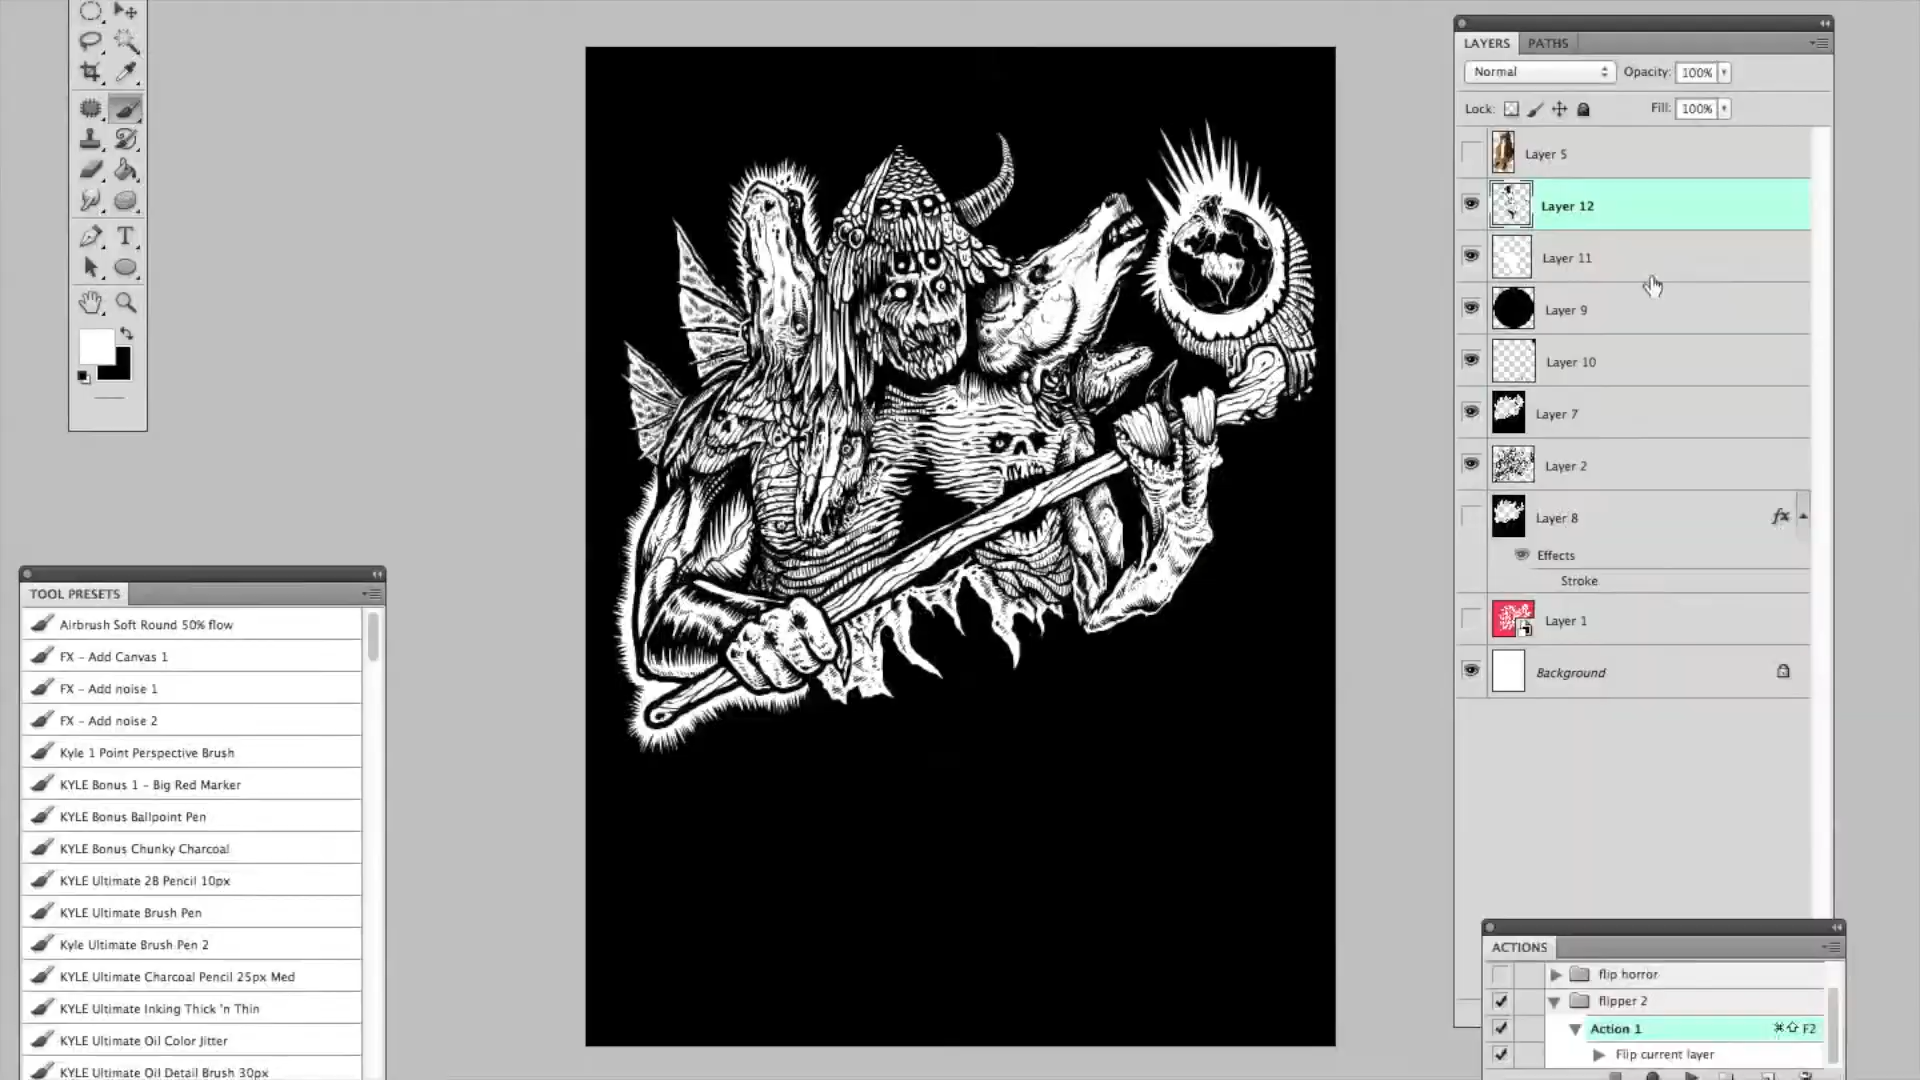 T
TOOL PRESETS
Airbrush Soft Round 50% flow
FX - Add Canvas 1
FX - Add noise 1
FX - Add noise 2
Kyle 1 Point Perspective Brush
KYLE Bonus 1 - Big Red Marker
KYLE Bonus Ballpoint Pen
KYLE Bonus Chunky Charcoal
KYLE Ultimate 2B Pencil 10px
KYLE Ultimate Brush Pen
Kyle Ultimate Brush Pen 2
KYLE Ultimate Charcoal Pencil 25px Med
KYLE Ultimate Inking Thick 'n Thin
KYLE Ultimate Oil Color Jitter
KYLE Ultimate Oil Detail Brush 30px
LAYERS PATHS
Normal Opacity: 100%
Lock: Fill: 100%
Layer 5
Layer 12
Layer 11
Layer 9
Layer 10
Layer 7
Layer 2
Layer 8 fx
Effects
Stroke
Layer 1
Background
ACTIONS
flip horror
flipper 2
Action 1 ⌘⇧F2
Flip current layer